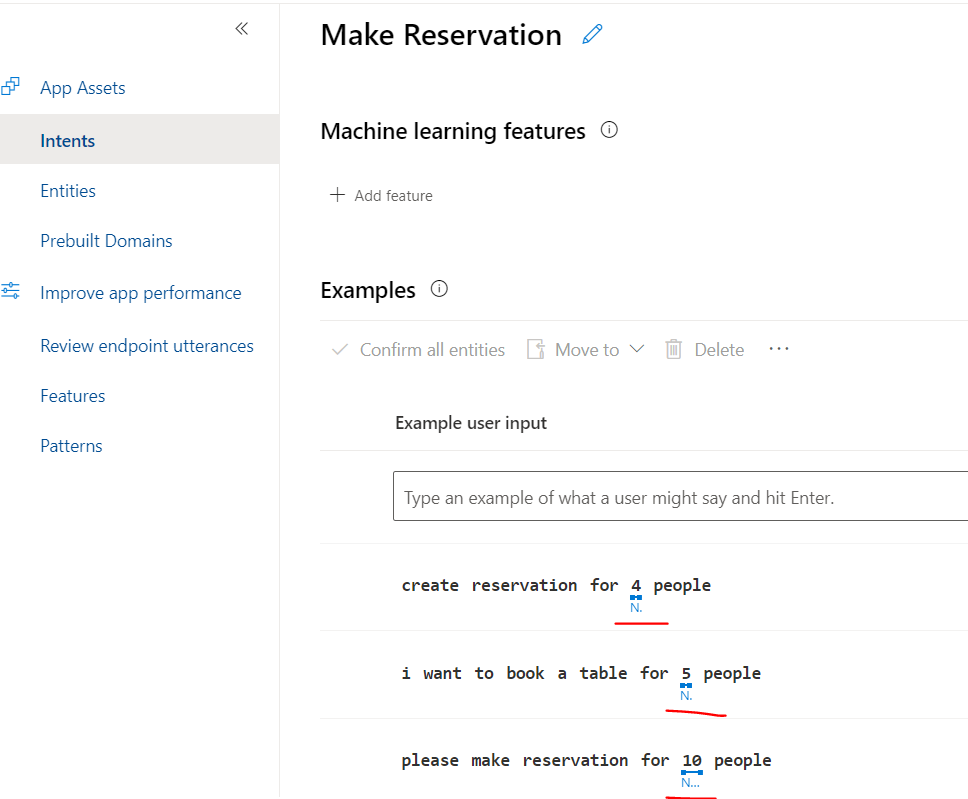 Make Reservation
App Assets
Intents
Entities
Prebuilt Domains
Improve app performance
Review endpoint utterances
Features
Patterns
Machine learning features
Add feature
Examples
Confirm all entities Move to Delete ...
Example user input
Type an example of what a user might say and hit Enter.
create reservation for 4 people
N.
i want to book a table for 5 people
N.
please make reservation for 10 people
N...